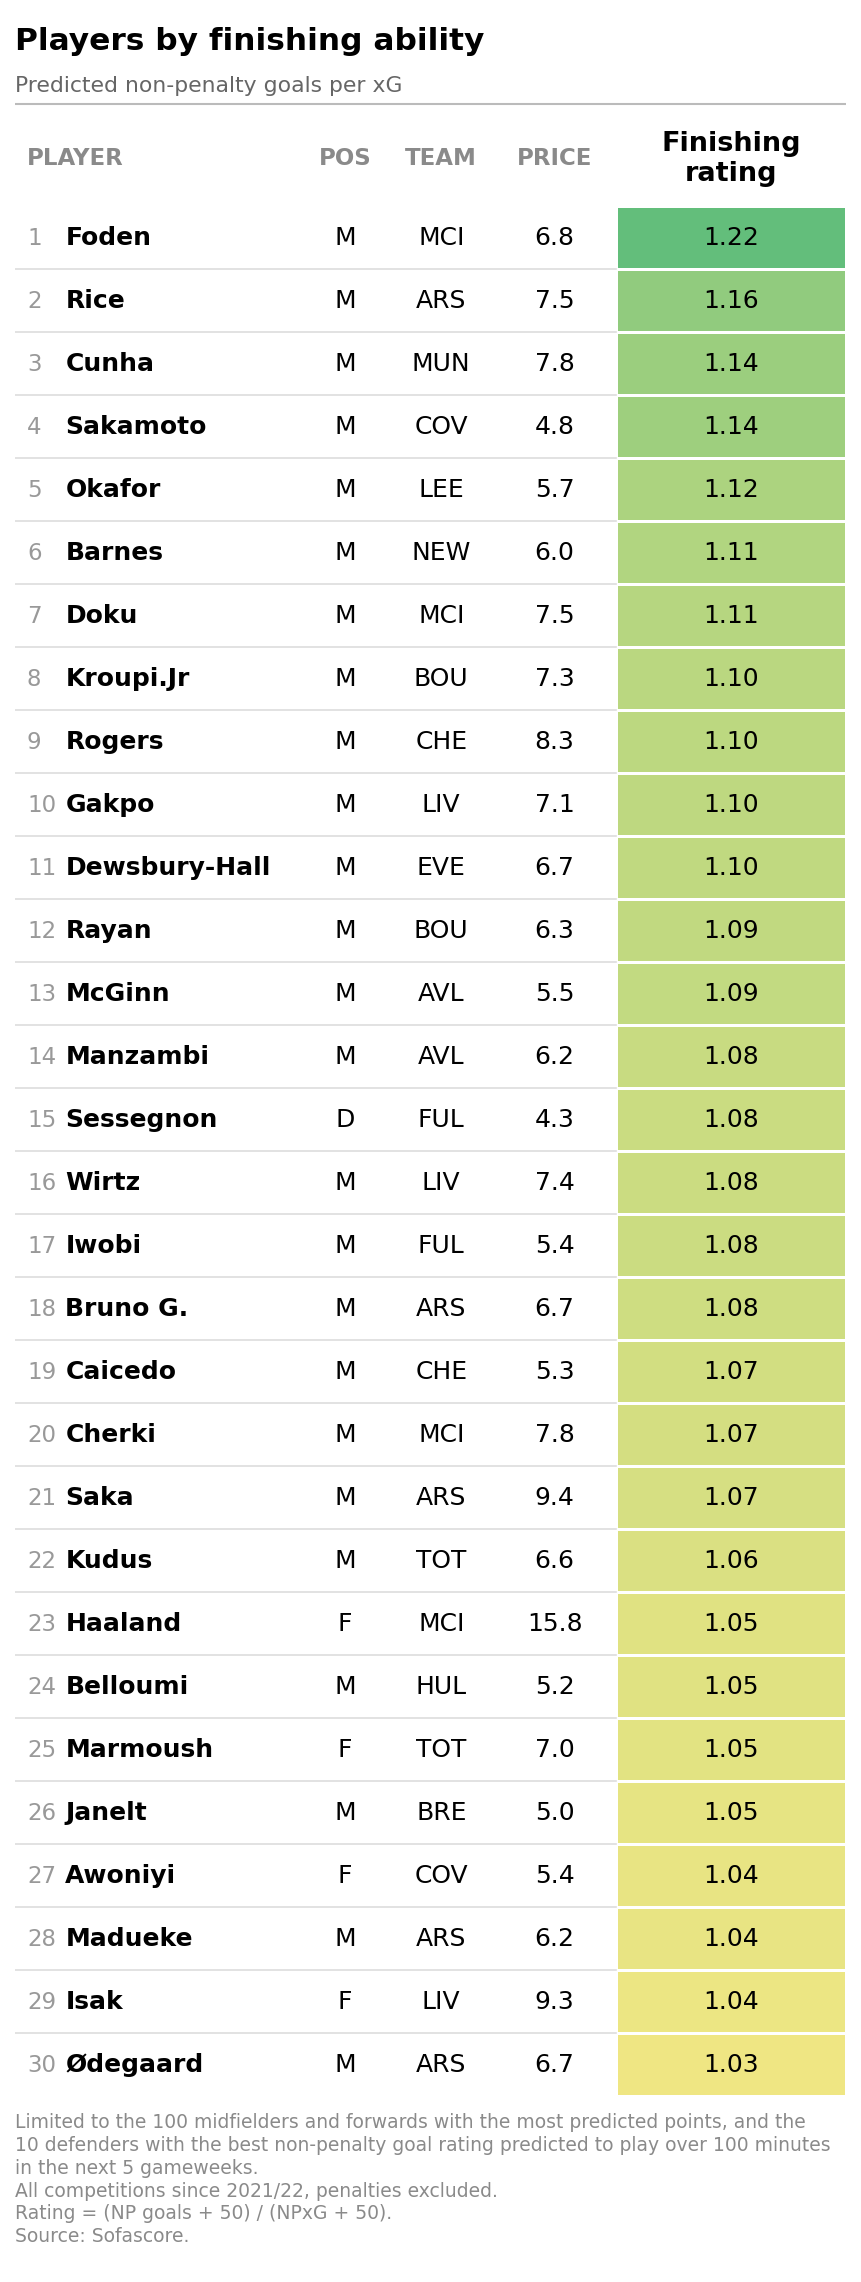 Players by finishing ability
Predicted non-penalty goals per xG
PLAYER POS TEAM PRICE Finishing rating
1 Foden M MCI 6.8 1.22
2 Rice M ARS 7.5 1.16
3 Cunha M MUN 7.8 1.14
4 Sakamoto M COV 4.8 1.14
5 Okafor M LEE 5.7 1.12
6 Barnes M NEW 6.0 1.11
7 Doku M MCI 7.5 1.11
8 Kroupi.Jr M BOU 7.3 1.10
9 Rogers M CHE 8.3 1.10
10 Gakpo M LIV 7.1 1.10
11 Dewsbury-Hall M EVE 6.7 1.10
12 Rayan M BOU 6.3 1.09
13 McGinn M AVL 5.5 1.09
14 Manzambi M AVL 6.2 1.08
15 Sessegnon D FUL 4.3 1.08
16 Wirtz M LIV 7.4 1.08
17 Iwobi M FUL 5.4 1.08
18 Bruno G. M ARS 6.7 1.08
19 Caicedo M CHE 5.3 1.07
20 Cherki M MCI 7.8 1.07
21 Saka M ARS 9.4 1.07
22 Kudus M TOT 6.6 1.06
23 Haaland F MCI 15.8 1.05
24 Belloumi M HUL 5.2 1.05
25 Marmoush F TOT 7.0 1.05
26 Janelt M BRE 5.0 1.05
27 Awoniyi F COV 5.4 1.04
28 Madueke M ARS 6.2 1.04
29 Isak F LIV 9.3 1.04
30 Ødegaard M ARS 6.7 1.03
Limited to the 100 midfielders and forwards with the most predicted points, and the
10 defenders with the best non-penalty goal rating predicted to play over 100 minutes
in the next 5 gameweeks.
All competitions since 2021/22, penalties excluded.
Rating = (NP goals + 50) / (NPxG + 50).
Source: Sofascore.